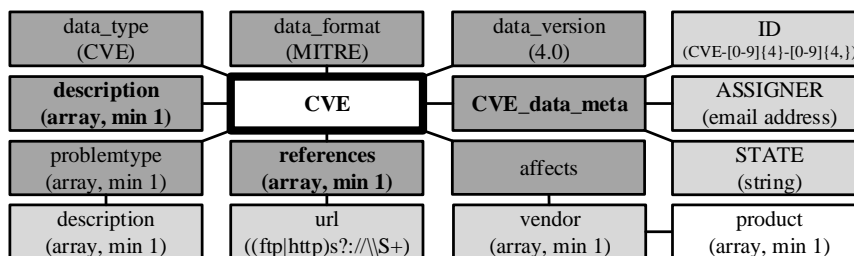 data_type
(CVE)
data_format
(MITRE)
data_version
(4.0)
ID
(CVE-[0-9]{4}-[0-9]{4,})
description
(array, min 1)
CVE
CVE_data_meta
ASSIGNER
(email address)
problemtype
(array, min 1)
references
(array, min 1)
affects
STATE
(string)
description
(array, min 1)
url
((ftp|http)s?://\\S+)
vendor
(array, min 1)
product
(array, min 1)